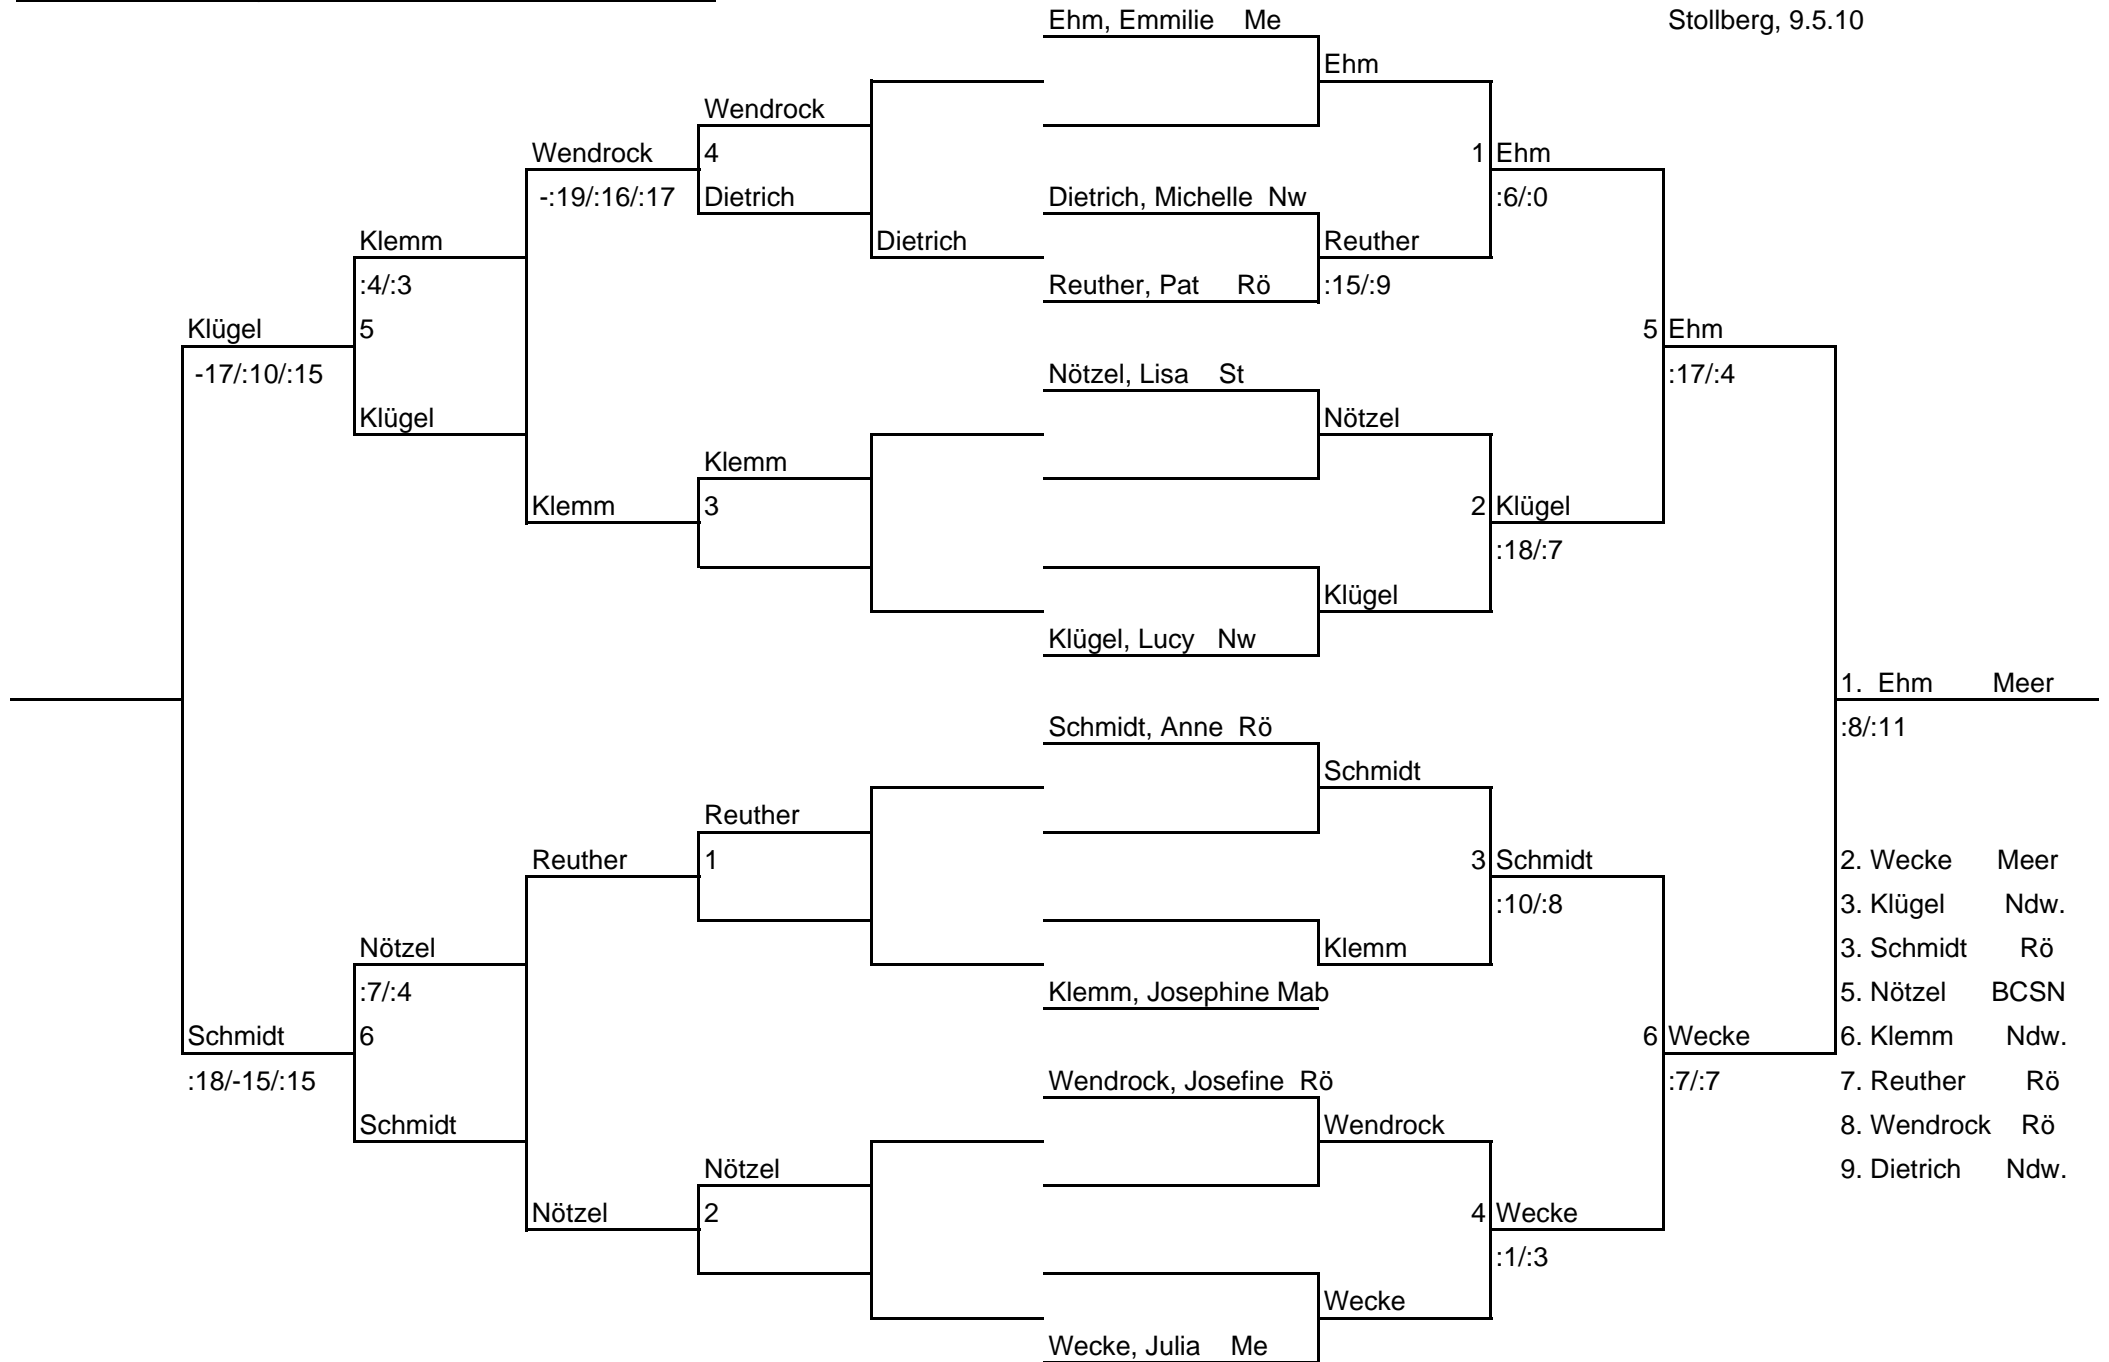 Ehm, Emmilie Me Stollberg, 9.5.10
Ehm
Wendrock
Wendrock 4 1 Ehm
-:19/:16/:17 Dietrich Dietrich, Michelle Nw :6/:0
Klemm Dietrich Reuther
:4/:3 Reuther, Pat Rö :15/:9
Klügel 5 5 Ehm
-17/:10/:15 Nötzel, Lisa St :17/:4
Klügel Nötzel
Klemm
Klemm 3 2 Klügel
:18/:7
Klügel
Klügel, Lucy Nw
1. Ehm Meer
Schmidt, Anne Rö :8/:11
Schmidt
Reuther
Reuther 1 3 Schmidt 2. Wecke Meer
:10/:8 3. Klügel Ndw.
Nötzel Klemm 3. Schmidt Rö
:7/:4 Klemm, Josephine Mab 5. Nötzel BCSN
Schmidt 6 6 Wecke 6. Klemm Ndw.
:18/-15/:15 Wendrock, Josefine Rö :7/:7 7. Reuther Rö
Schmidt Wendrock 8. Wendrock Rö
Nötzel 9. Dietrich Ndw.
Nötzel 2 4 Wecke
:1/:3
Wecke
Wecke, Julia Me